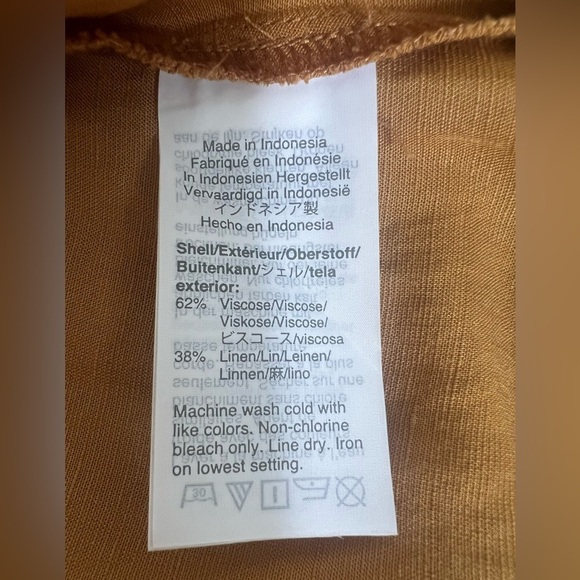 Made in Indonesia
Fabriqué en Indonésie
In Indonesien Hergestellt
Vervaardigd in Indonesië
インドネシア製
Hecho en Indonesia
Shell/Extérieur/Oberstoff/
Buitenkant/シェル/tela
exterior:
62% Viscose/Viscose/
Viskose/Viscose/
ビスコース/viscosa
38% Linen/Lin/Leinen/
Linnen/麻/lino
Machine wash cold with
like colors. Non-chlorine
bleach only. Line dry. Iron
on lowest setting.
30